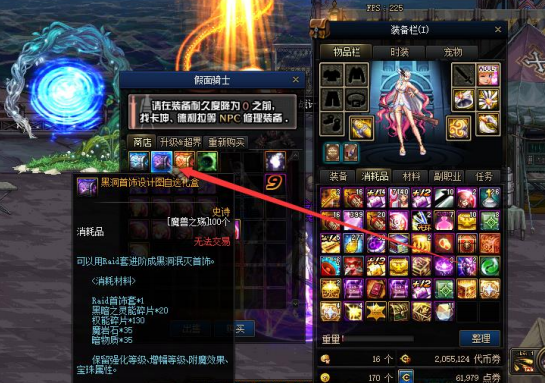 FPS : 225
装备栏(I)
物品栏 时装 宠物
假面骑士
请在装备耐久度降为 0 之前,
找卡坤、德利拉等 NPC 修理装备.
商店 升级&超界 重新购买
装备 消耗品 材料 副职业 任务
黑洞首饰设计图自选礼盒
史诗
[魔兽之殇]100个
消耗品
无法交易
可以用Raid套进阶成黑洞泯灭首饰。
<消耗材料>
Raid首饰套*1
黑暗之灵能碎片*20
权能碎片*130
魔岩石*35
暗物质*35
保留强化等级、增幅等级、附魔效果、
宝珠属性。
重量
整理
16 个
2,055,124 代币券
170 个
61,979 点券